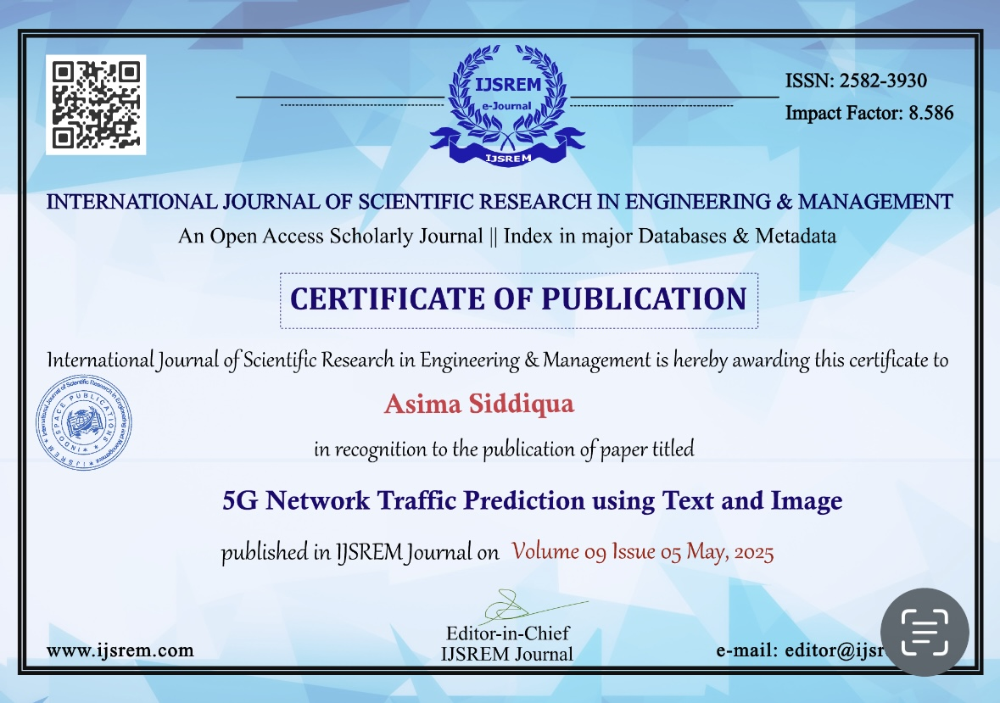 IJSREM
e-Journal
IJSREM
ISSN: 2582-3930
Impact Factor: 8.586
INTERNATIONAL JOURNAL OF SCIENTIFIC RESEARCH IN ENGINEERING & MANAGEMENT
An Open Access Scholarly Journal || Index in major Databases & Metadata
CERTIFICATE OF PUBLICATION
International Journal of Scientific Research in Engineering & Management is hereby awarding this certificate to
International Journal of Scientific Research in Engineering and Management
* IJSREM *
INDOSPACE PUBLICATIONS
Asima Siddiqua
in recognition to the publication of paper titled
5G Network Traffic Prediction using Text and Image
published in IJSREM Journal on Volume 09 Issue 05 May, 2025
Editor-in-Chief
IJSREM Journal
www.ijsrem.com
e-mail: editor@ijsr